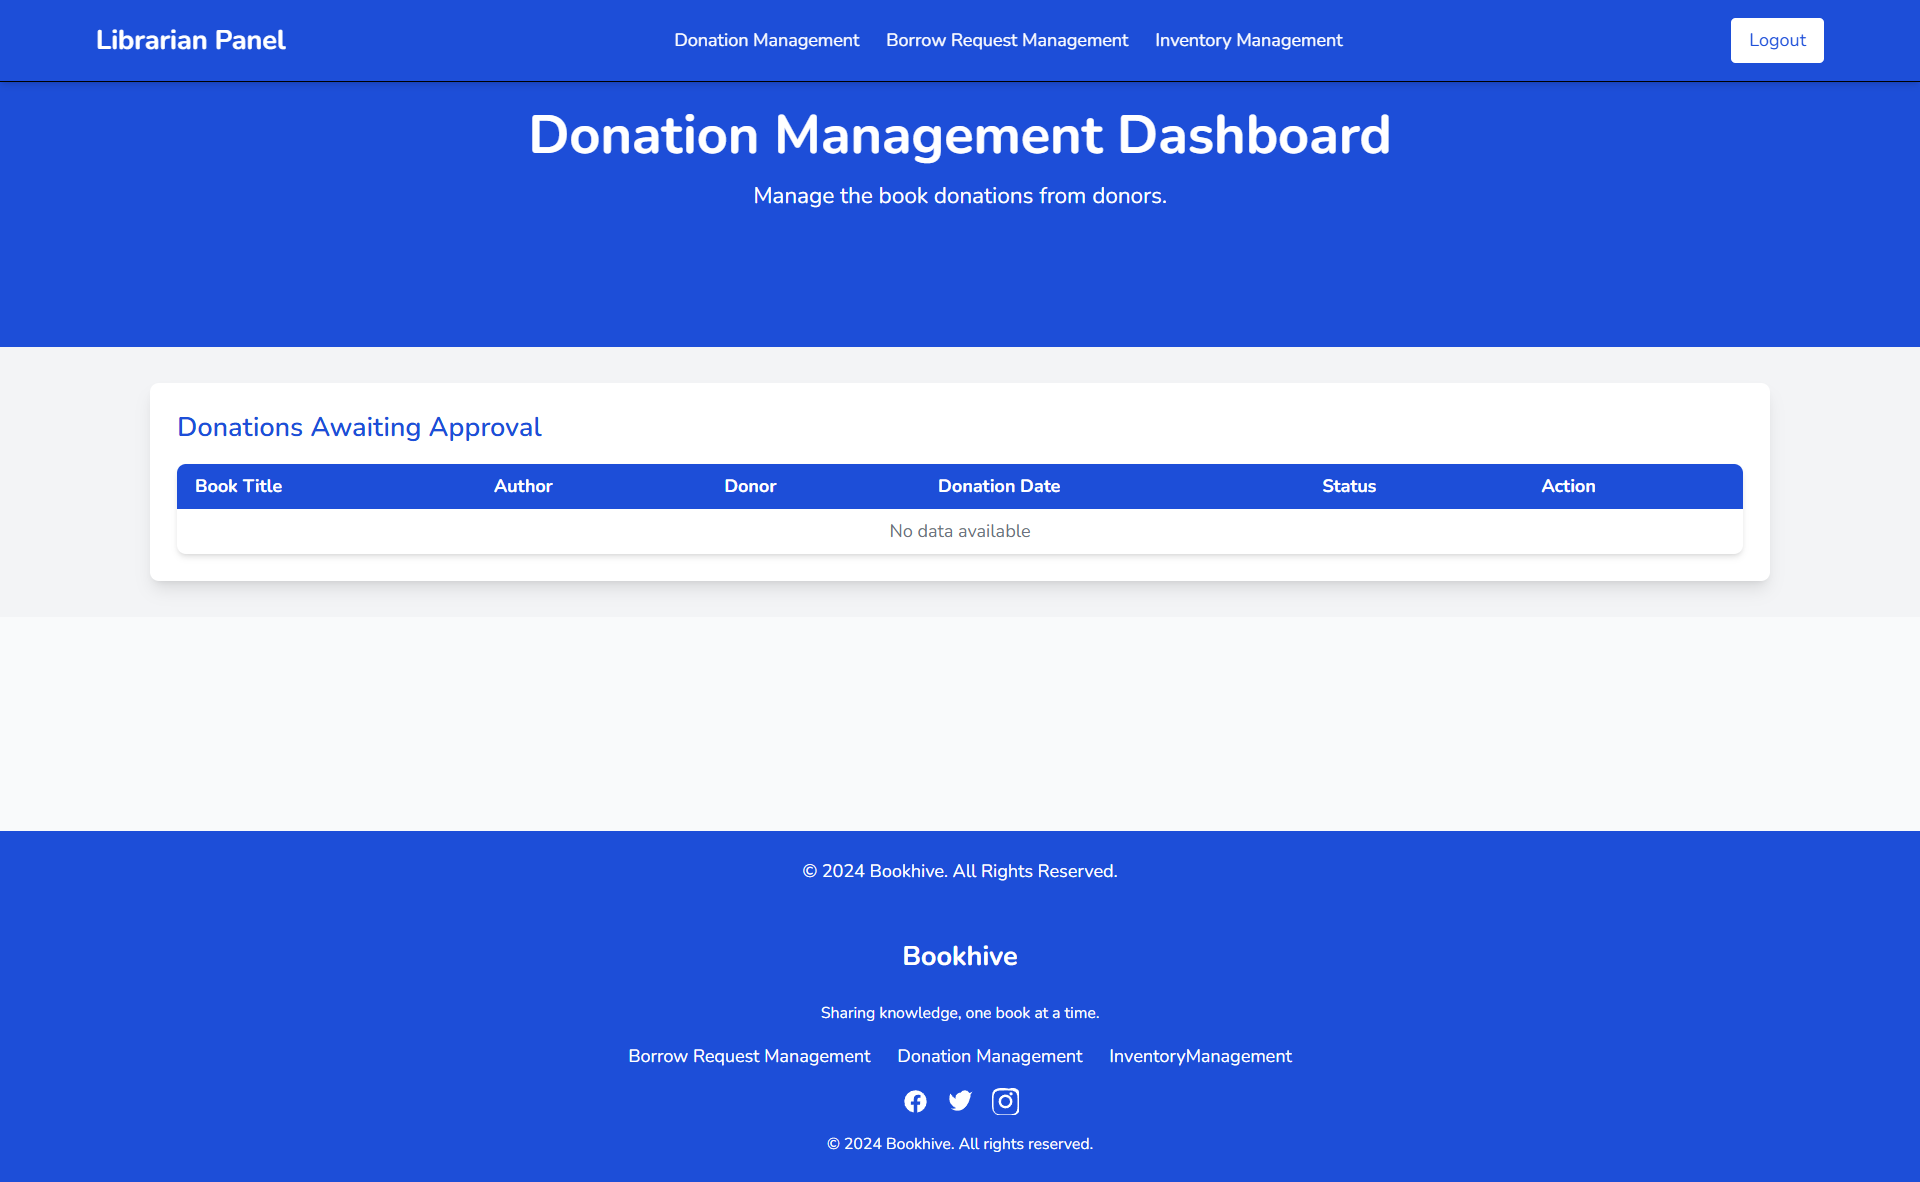 Librarian Panel
Donation Management Borrow Request Management Inventory Management
Logout
Donation Management Dashboard
Manage the book donations from donors.
Donations Awaiting Approval
Book Title Author Donor Donation Date Status Action
No data available
© 2024 Bookhive. All Rights Reserved.
Bookhive
Sharing knowledge, one book at a time.
Borrow Request Management Donation Management InventoryManagement
© 2024 Bookhive. All rights reserved.